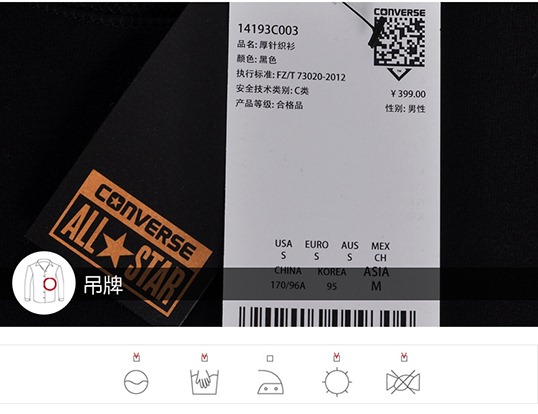 CONVERSE
14193C003
品名: 厚针织衫
颜色: 黑色
执行标准: FZ/T 73020-2012
安全技术类别: C类
¥ 399.00
产品等级: 合格品
性别: 男性
CONVERSE
ALL STAR
USA EURO AUS MEX
S S S CH
CHINA KOREA ASIA
170/96A 95 M
吊牌